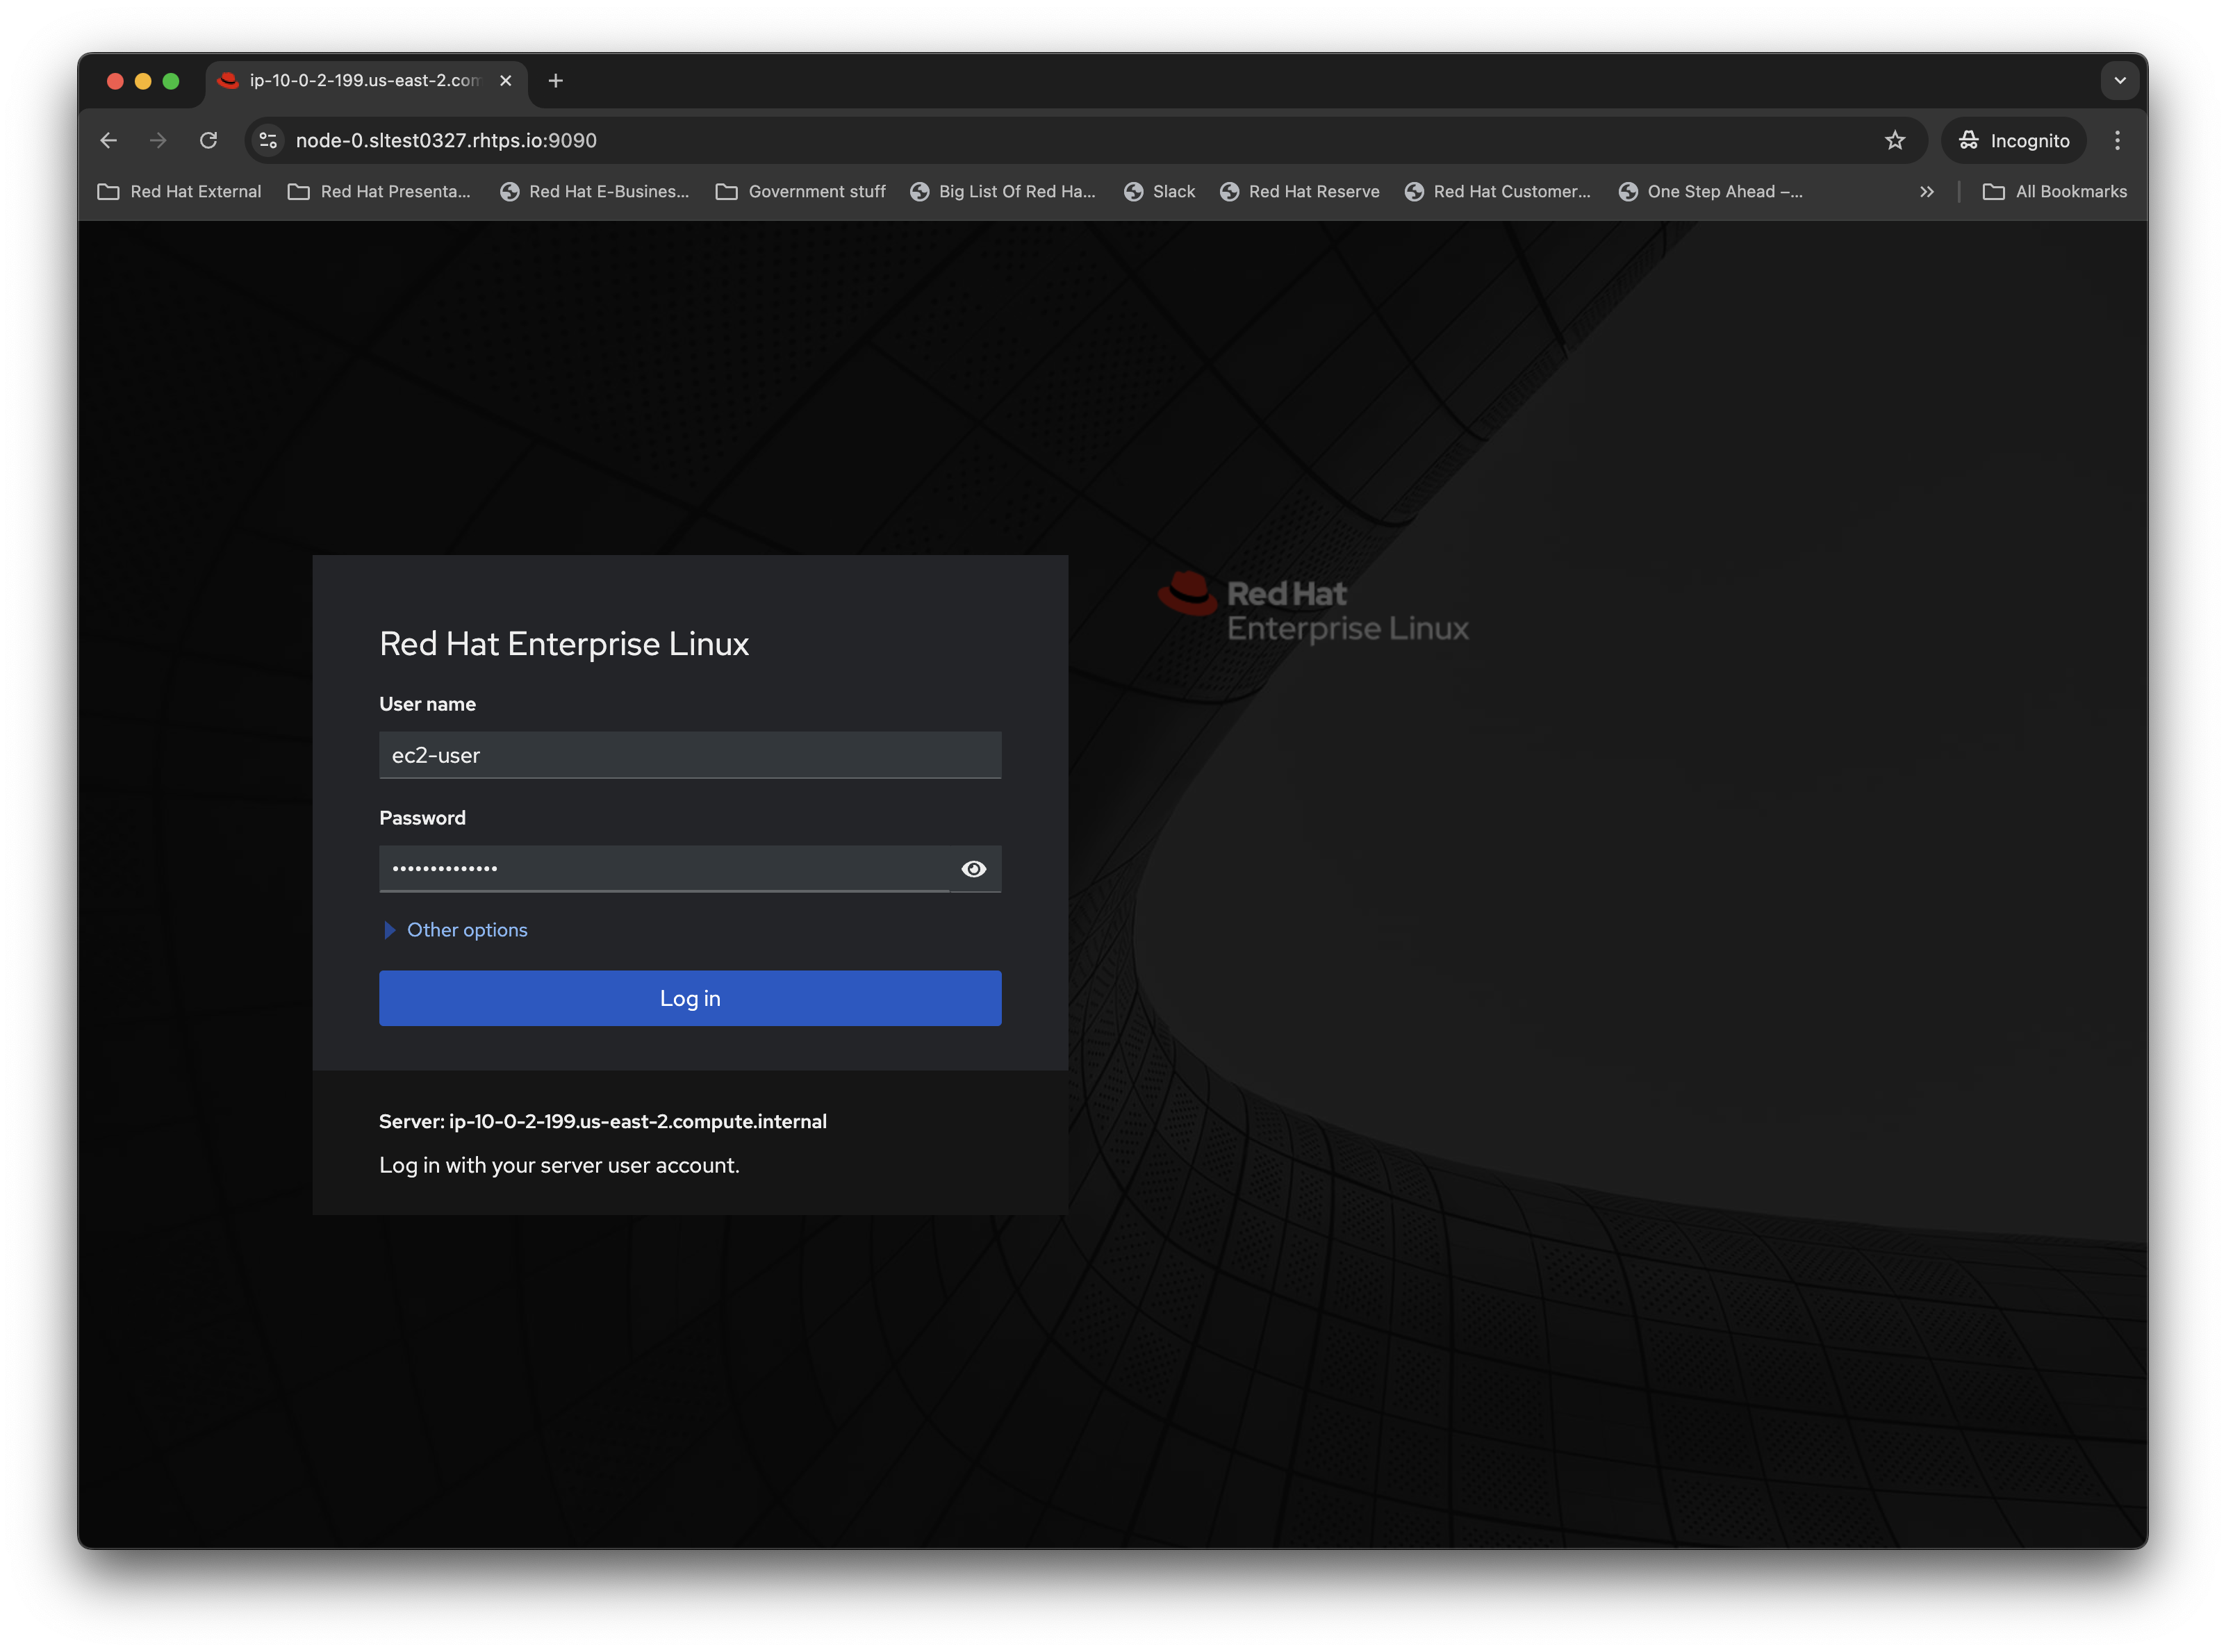 ip-10-0-2-199.us-east-2.com
node-0.sltest0327.rhtps.io:9090
Incognito
Red Hat External
Red Hat Presenta...
Red Hat E-Busines...
Government stuff
Big List Of Red Ha...
Slack
Red Hat Reserve
Red Hat Customer...
One Step Ahead –...
All Bookmarks
Red Hat
Enterprise Linux
Red Hat Enterprise Linux
User name
ec2-user
Password
••••••••••••••
Other options
Log in
Server: ip-10-0-2-199.us-east-2.compute.internal
Log in with your server user account.